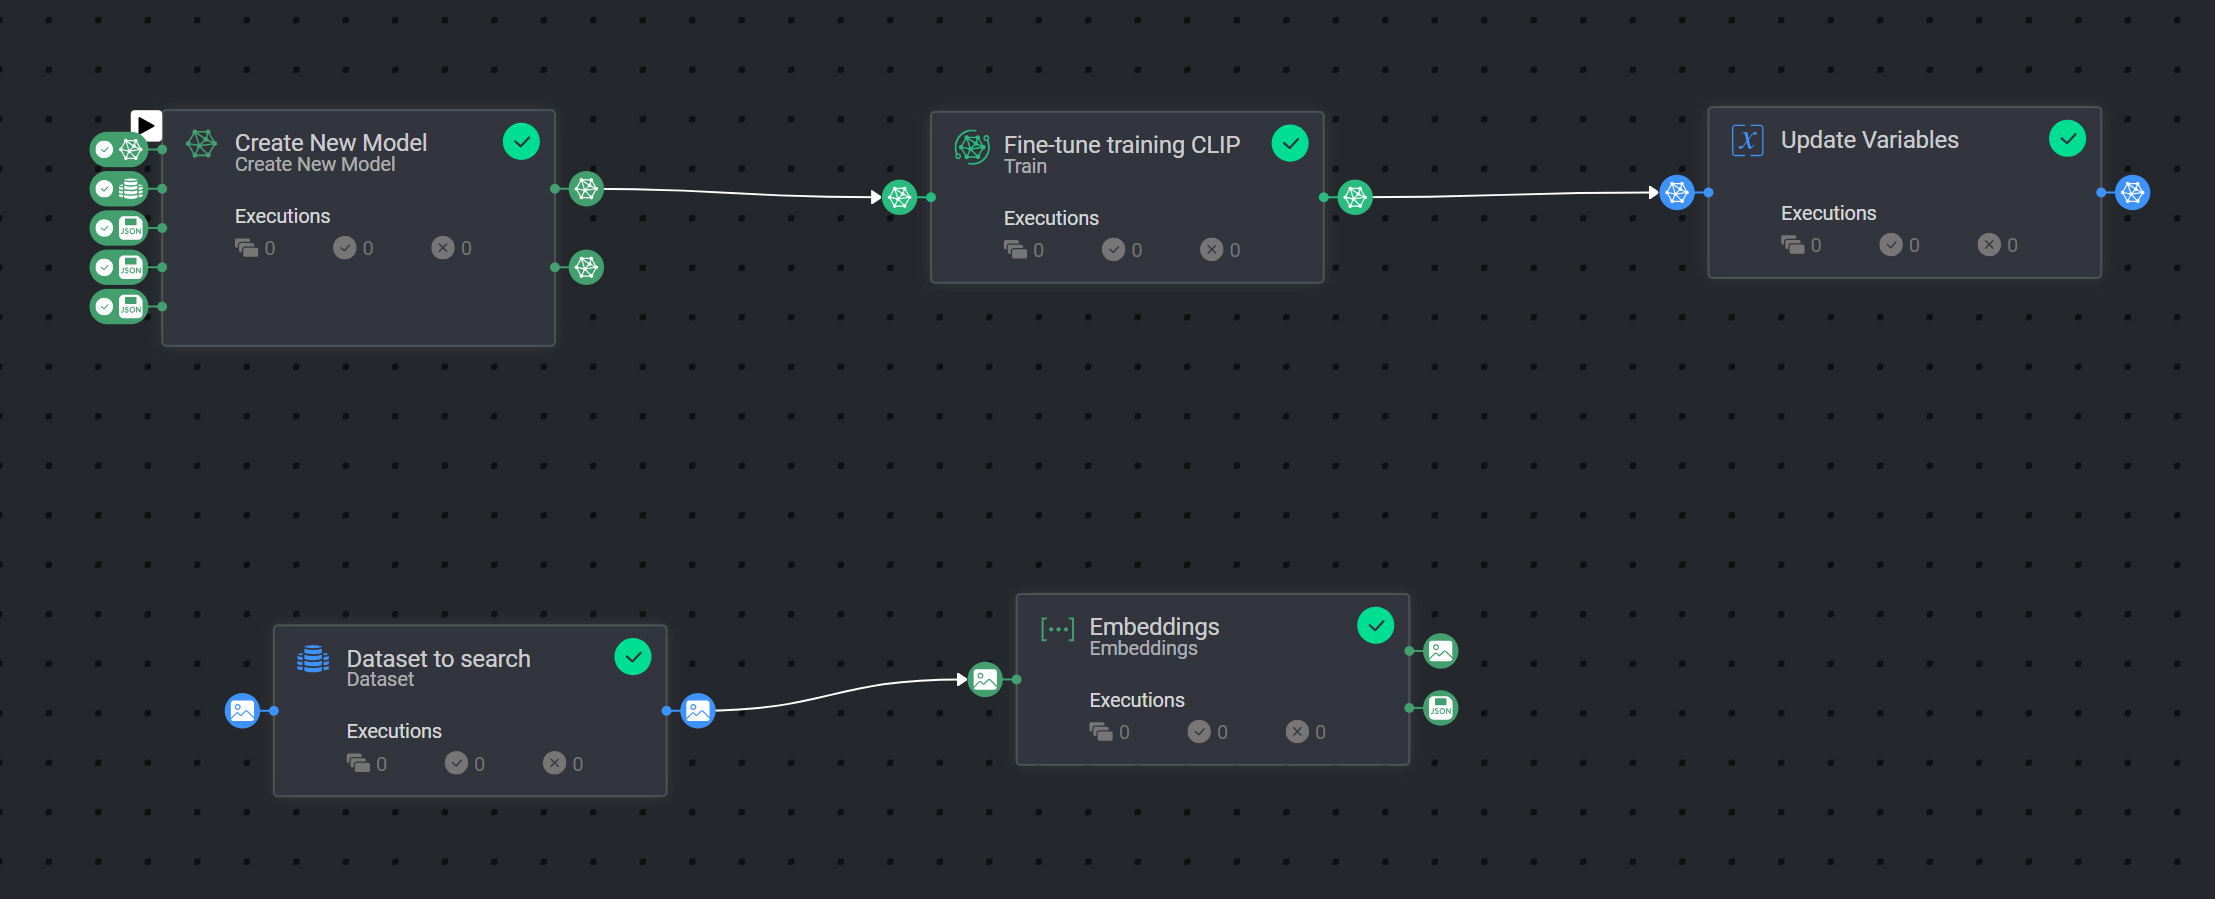 Create New Model
Create New Model
Executions
0 0 0
JSON
JSON
JSON
Fine-tune training CLIP
Train
Executions
0 0 0
Update Variables
Executions
0 0 0
Dataset to search
Dataset
Executions
0 0 0
Embeddings
Embeddings
Executions
0 0 0
JSON